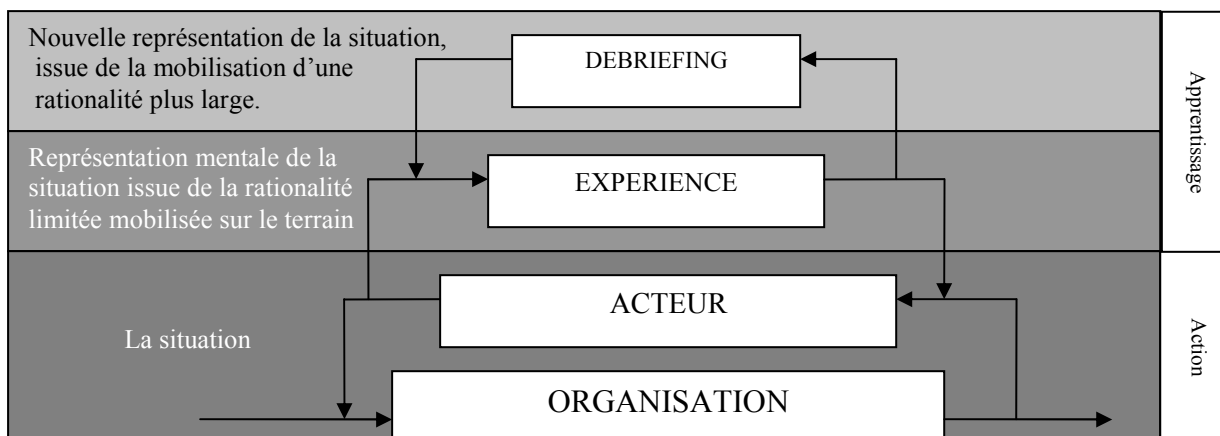 Nouvelle représentation de la situation,
issue de la mobilisation d’une
rationalité plus large.
DEBRIEFING
Apprentissage
Représentation mentale de la
situation issue de la rationalité
limitée mobilisée sur le terrain
EXPERIENCE
ACTEUR
La situation
Action
ORGANISATION